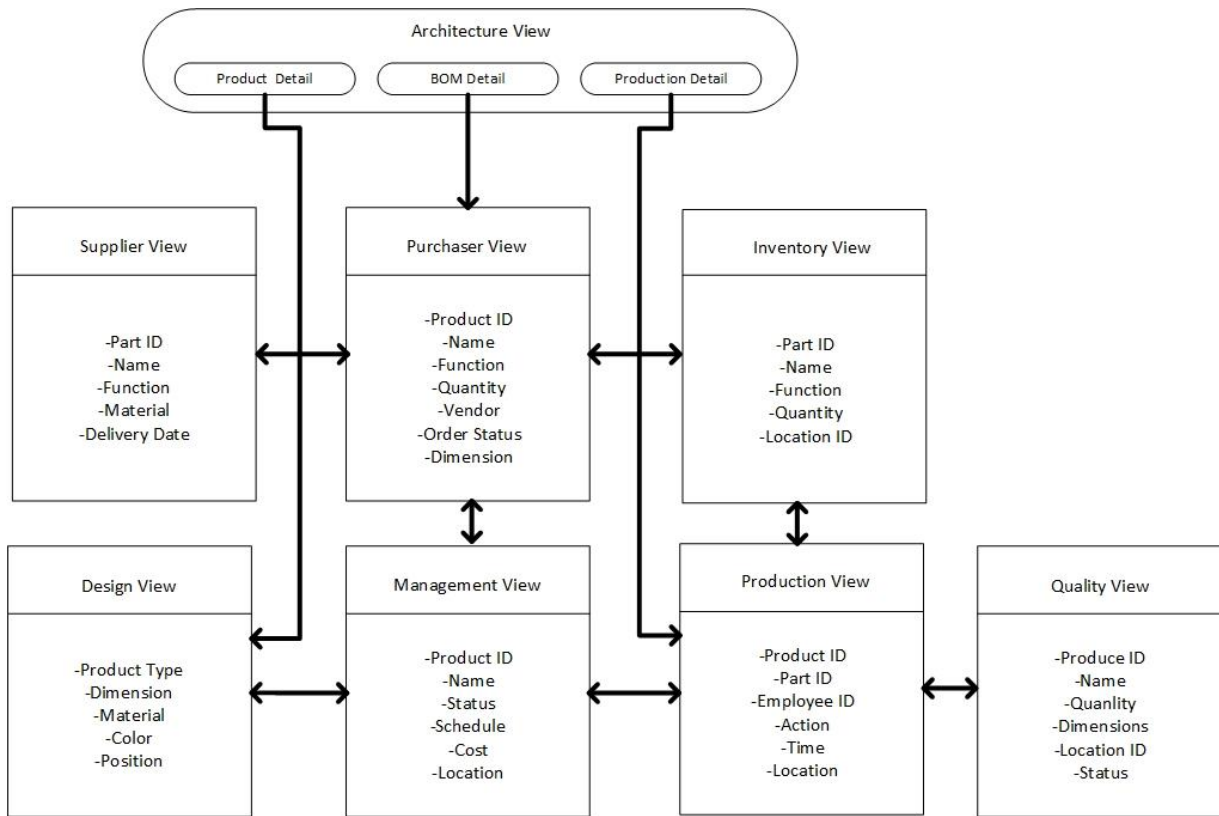 Architecture View
Product Detail
BOM Detail
Production Detail
Supplier View
-Part ID
-Name
-Function
-Material
-Delivery Date
Purchaser View
-Product ID
-Name
-Function
-Quantity
-Vendor
-Order Status
-Dimension
Inventory View
-Part ID
-Name
-Function
-Quantity
-Location ID
Design View
-Product Type
-Dimension
-Material
-Color
-Position
Management View
-Product ID
-Name
-Status
-Schedule
-Cost
-Location
Production View
-Product ID
-Part ID
-Employee ID
-Action
-Time
-Location
Quality View
-Produce ID
-Name
-Quanlity
-Dimensions
-Location ID
-Status